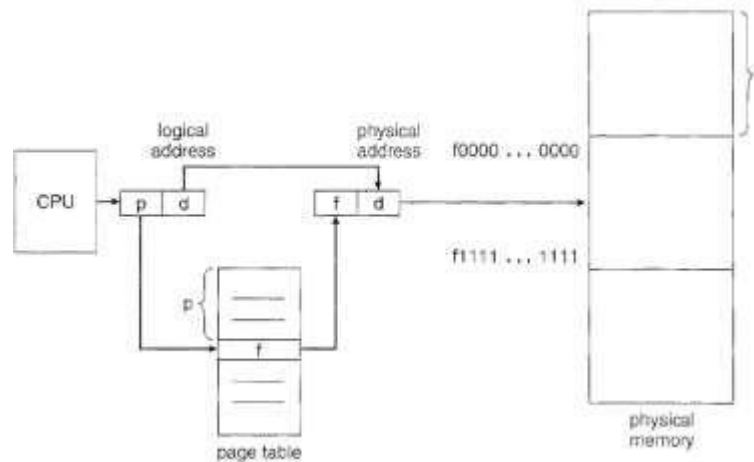 logical
address
physical
address
f0000 ... 0000
CPU
p d
f d
f1111 ... 1111
p
f
page table
physical
memory